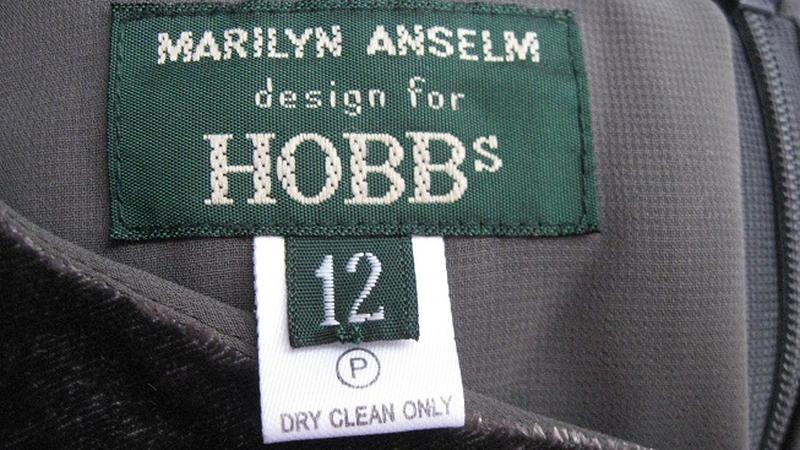 MARILYN ANSELM
design for
HOBBS
12
P
DRY CLEAN ONLY